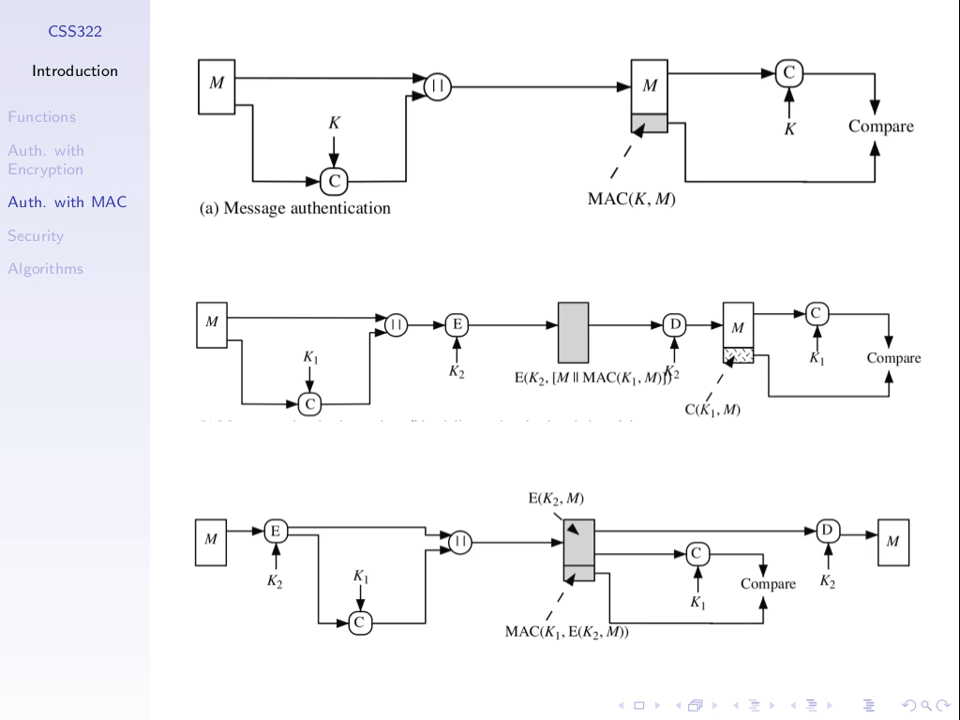 CSS322
Introduction
Functions
Auth. with
Encryption
Auth. with MAC
Security
Algorithms
M
||
M
C
K
C
K
Compare
MAC(K, M)
(a) Message authentication
M
||
E
D
M
C
K₁
C
K₂
E(K₂, [M || MAC(K₁, M)])
K₂
K₁
Compare
C(K₁, M)
E(K₂, M)
M
E
||
D
M
K₂
K₁
C
C
K₁
Compare
K₂
MAC(K₁, E(K₂, M))